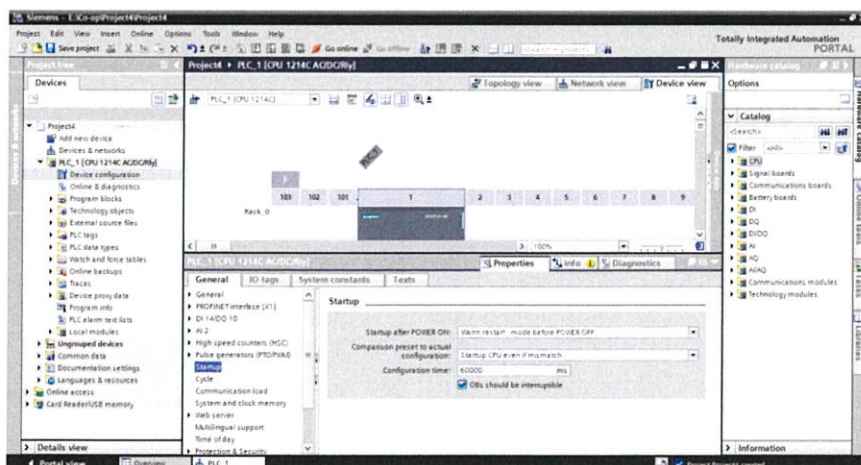 Siemens - E:\Co-op\Project4\Project4
Project Edit View Insert Online Options Tools Window Help
Save project Go online Go offline
Totally Integrated Automation
PORTAL
Project tree
Devices
Devices & networks
Project4
Add new device
Devices & networks
PLC_1 [CPU 1214C AC/DC/Rly]
Device configuration
Online & diagnostics
Program blocks
Technology objects
External source files
PLC tags
PLC data types
Watch and force tables
Online backups
Traces
Device proxy data
Program info
PLC alarm text lists
Local modules
Ungrouped devices
Common data
Documentation settings
Languages & resources
Online access
Card Reader/USB memory
Details view
Project4 ▸ PLC_1 [CPU 1214C AC/DC/Rly]
Topology view Network view Device view
PLC_1 [CPU 1214C]
PLC_1
103 102 101 1 2 3 4 5 6 7 8 9
Rack_0
100%
PLC_1 [CPU 1214C AC/DC/Rly]
Properties Info Diagnostics
General IO tags System constants Texts
General
PROFINET interface [X1]
DI 14/DQ 10
AI 2
High speed counters (HSC)
Pulse generators (PTO/PWM)
Startup
Cycle
Communication load
System and clock memory
Web server
Multilingual support
Time of day
Protection & Security
Startup
Startup after POWER ON: Warm restart - mode before POWER OFF
Comparison preset to actual
configuration: Startup CPU even if mismatch
Configuration time: 60000 ms
OBs should be interruptible
Hardware catalog
Options
Catalog
<Search>
Filter <All>
CPU
Signal boards
Communications boards
Battery boards
DI
DQ
DI/DQ
AI
AQ
AI/AQ
Communications modules
Technology modules
Information
Hardware catalog
Online tools
Tasks
Libraries
Portal view Overview PLC_1
Project Project4 created.